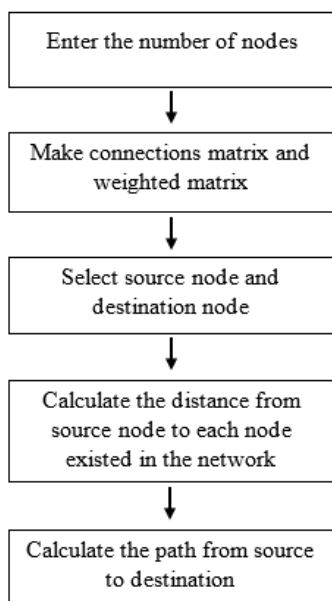 Enter the number of nodes
Make connections matrix and
weighted matrix
Select source node and
destination node
Calculate the distance from
source node to each node
existed in the network
Calculate the path from source
to destination